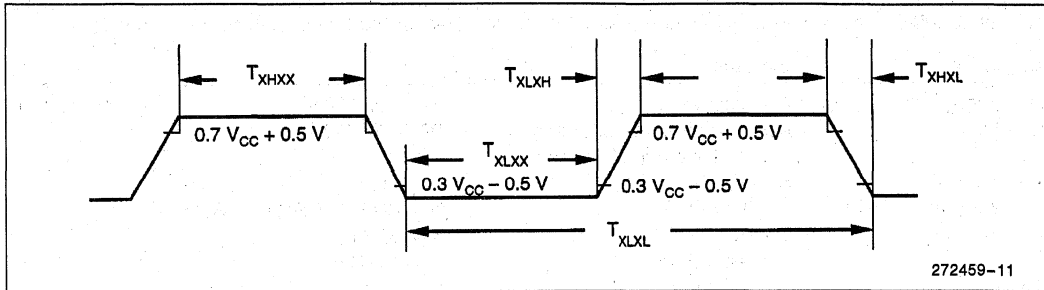 T_XHXX
T_XLXH
T_XHXL
0.7 V_CC + 0.5 V
0.7 V_CC + 0.5 V
T_XLXX
0.3 V_CC – 0.5 V
0.3 V_CC – 0.5 V
T_XLXL
272459-11